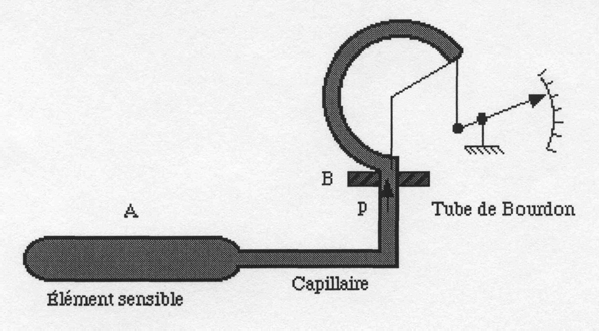 B
A
p
Tube de Bourdon
Capillaire
Élément sensible